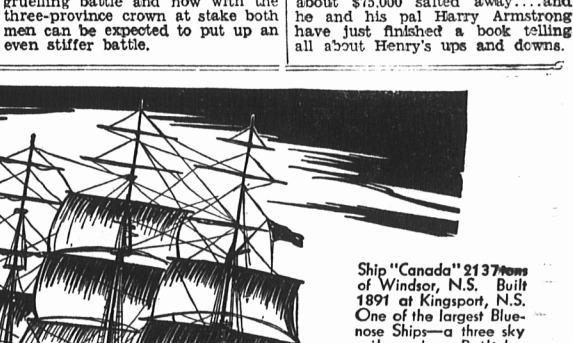 gruelling battle and now with the
three-province crown at stake both
men can be expected to put up an
even stiffer battle.
about $75,000 salted away....and
he and his pal Harry Armstrong
have just finished a book telling
all about Henry's ups and downs.
Ship "Canada" 2137 tons
of Windsor, N.S. Built
1891 at Kingsport, N.S.
One of the largest Blue-
nose Ships—a three sky